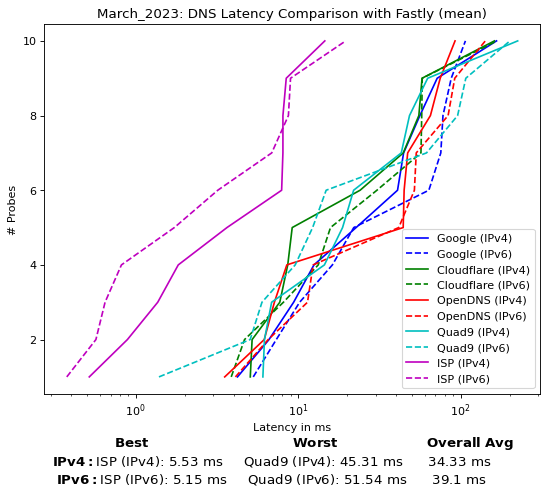 March_2023: DNS Latency Comparison with Fastly (mean)
10
8
6
4
2
# Probes
Google (IPv4)
Google (IPv6)
Cloudflare (IPv4)
Cloudflare (IPv6)
OpenDNS (IPv4)
OpenDNS (IPv6)
Quad9 (IPv4)
Quad9 (IPv6)
ISP (IPv4)
ISP (IPv6)
10⁰ 10¹ 10²
Latency in ms
Best Worst Overall Avg
IPv4: ISP (IPv4): 5.53 ms Quad9 (IPv4): 45.31 ms 34.33 ms
IPv6: ISP (IPv6): 5.15 ms Quad9 (IPv6): 51.54 ms 39.1 ms